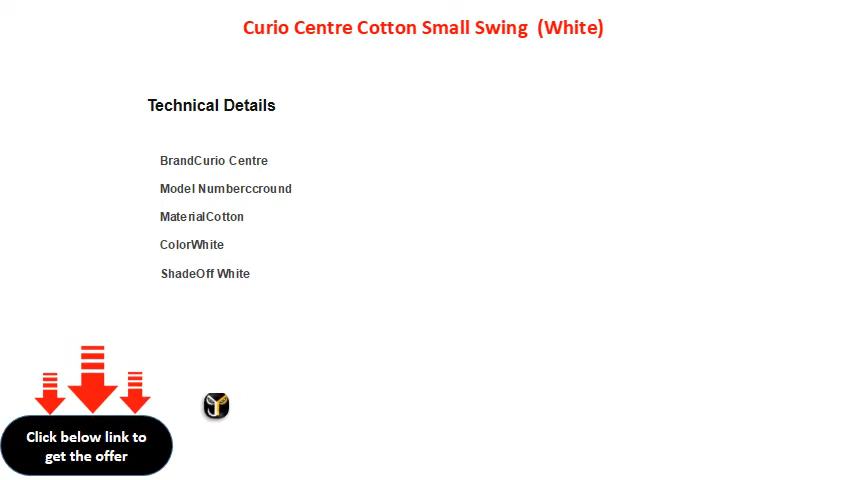 Curio Centre Cotton Small Swing  (White)
Technical Details
BrandCurio Centre
Model Numberccround
MaterialCotton
ColorWhite
ShadeOff White
Click below link to
get the offer